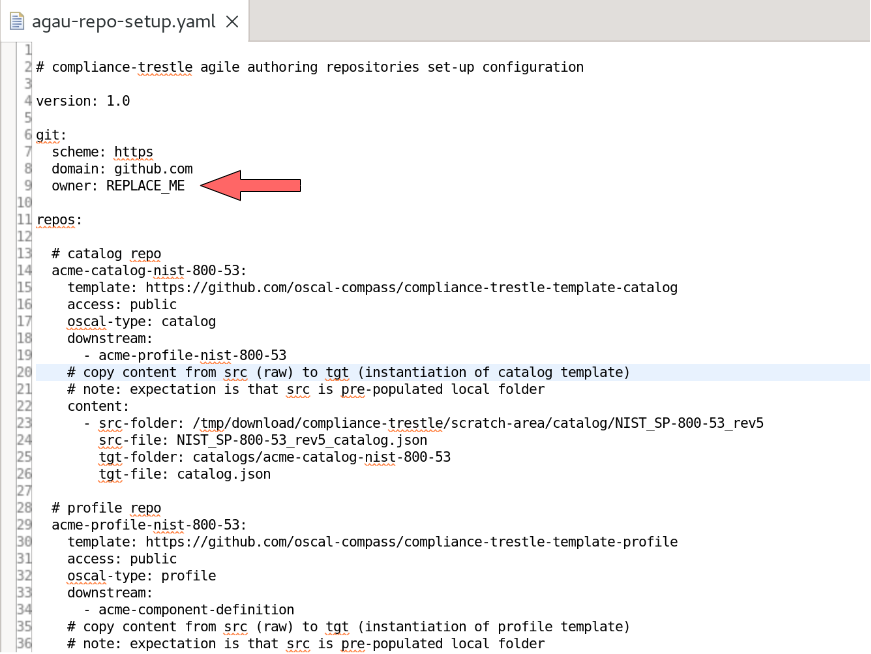 agau-repo-setup.yaml
1
2 # compliance-trestle agile authoring repositories set-up configuration
3
4 version: 1.0
5
6 git:
7   scheme: https
8   domain: github.com
9   owner: REPLACE_ME
10
11 repos:
12
13   # catalog repo
14   acme-catalog-nist-800-53:
15     template: https://github.com/oscal-compass/compliance-trestle-template-catalog
16     access: public
17     oscal-type: catalog
18     downstream:
19       - acme-profile-nist-800-53
20     # copy content from src (raw) to tgt (instantiation of catalog template)
21     # note: expectation is that src is pre-populated local folder
22     content:
23       - src-folder: /tmp/download/compliance-trestle/scratch-area/catalog/NIST_SP-800-53_rev5
24         src-file: NIST_SP-800-53_rev5_catalog.json
25         tgt-folder: catalogs/acme-catalog-nist-800-53
26         tgt-file: catalog.json
27
28   # profile repo
29   acme-profile-nist-800-53:
30     template: https://github.com/oscal-compass/compliance-trestle-template-profile
31     access: public
32     oscal-type: profile
33     downstream:
34       - acme-component-definition
35     # copy content from src (raw) to tgt (instantiation of profile template)
36     # note: expectation is that src is pre-populated local folder